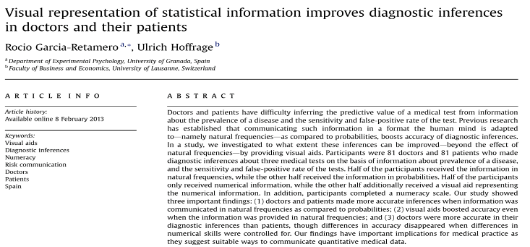 Visual representation of statistical information improves diagnostic inferences
in doctors and their patients
Rocio Garcia-Retamero a,*, Ulrich Hoffrage b
a Department of Experimental Psychology, University of Granada, Spain
b Faculty of Business and Economics, University of Lausanne, Switzerland
ARTICLE INFO
Article history:
Available online 8 February 2013
Keywords:
Visual aids
Diagnostic inferences
Numeracy
Risk communication
Doctors
Patients
Spain
ABSTRACT
Doctors and patients have difficulty inferring the predictive value of a medical test from information
about the prevalence of a disease and the sensitivity and false-positive rate of the test. Previous research
has established that communicating such information in a format the human mind is adapted
to—namely natural frequencies—as compared to probabilities, boosts accuracy of diagnostic inferences.
In a study, we investigated to what extent these inferences can be improved—beyond the effect of
natural frequencies—by providing visual aids. Participants were 81 doctors and 81 patients who made
diagnostic inferences about three medical tests on the basis of information about prevalence of a disease,
and the sensitivity and false-positive rate of the tests. Half of the participants received the information in
natural frequencies, while the other half received the information in probabilities. Half of the participants
only received numerical information, while the other half additionally received a visual aid representing
the numerical information. In addition, participants completed a numeracy scale. Our study showed
three important findings: (1) doctors and patients made more accurate inferences when information was
communicated in natural frequencies as compared to probabilities; (2) visual aids boosted accuracy even
when the information was provided in natural frequencies; and (3) doctors were more accurate in their
diagnostic inferences than patients, though differences in accuracy disappeared when differences in
numerical skills were controlled for. Our findings have important implications for medical practice as
they suggest suitable ways to communicate quantitative medical data.